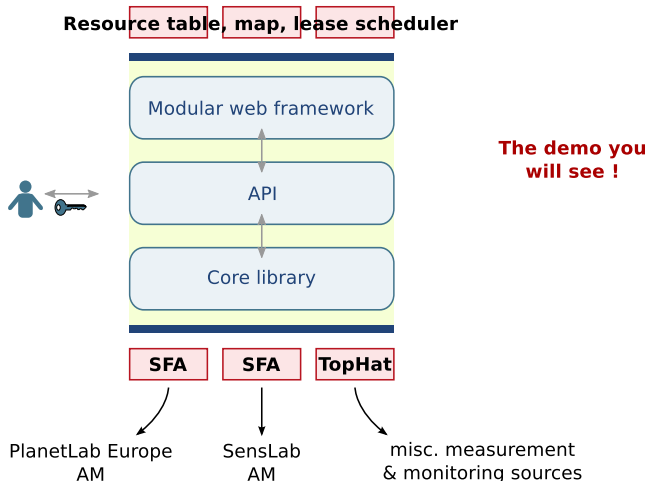 Resource table, map, lease scheduler
Modular web framework
The demo you
will see !
API
Core library
SFA
SFA
TopHat
PlanetLab Europe
AM
SensLab
AM
misc. measurement
& monitoring sources